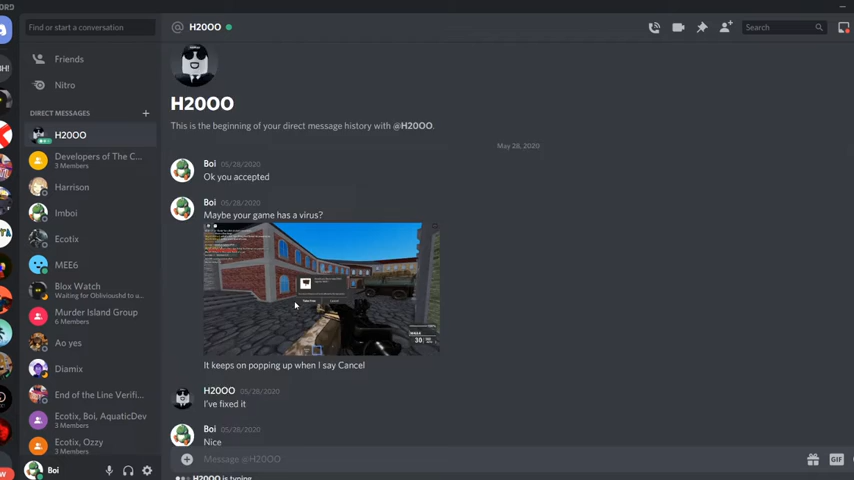 Find or start a conversation
@ H2OOO
Search
Friends
Nitro
DIRECT MESSAGES
H2OOO
Developers of The C...
3 Members
Harrison
Imboi
Ecotix
MEE6
Blox Watch
Waiting for Oblivioushd to u...
Murder Island Group
6 Members
Ao yes
Diamix
End of the Line Verifi...
Ecotix, Boi, AquaticDev
3 Members
Ecotix, Ozzy
4 Members
Boi
H2OOO
This is the beginning of your direct message history with @H2OOO.
May 28, 2020
Boi 05/28/2020
Ok you accepted
Boi 05/28/2020
Maybe your game has a virus?
30
It keeps on popping up when I say Cancel
H2OOO 05/28/2020
I've fixed it
Boi 05/28/2020
Nice
Message @H2OOO
GIF
H2OOO is typing